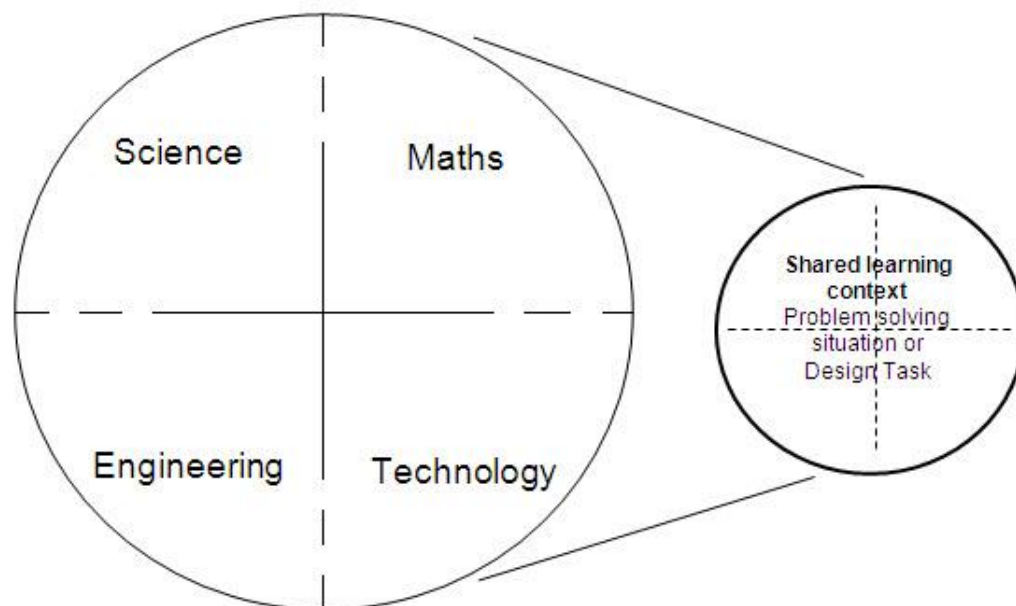 Science
Maths
Engineering
Technology
Shared learning
context
Problem solving
situation or
Design Task